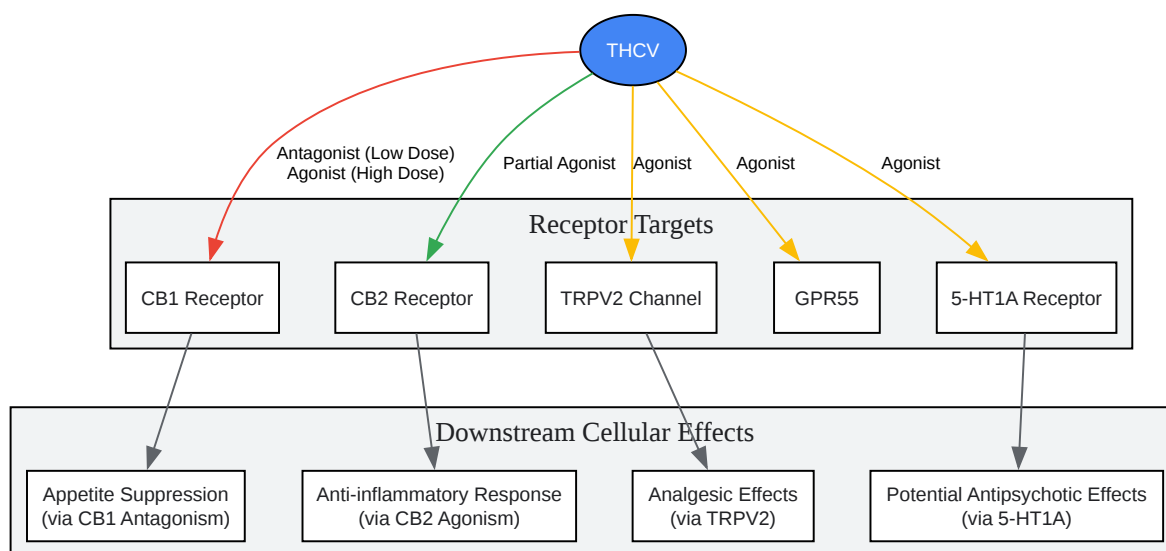 THCV
Antagonist (Low Dose)
Agonist (High Dose)
Partial Agonist
Agonist
Agonist
Agonist
Receptor Targets
CB1 Receptor
CB2 Receptor
TRPV2 Channel
GPR55
5-HT1A Receptor
Downstream Cellular Effects
Appetite Suppression
(via CB1 Antagonism)
Anti-inflammatory Response
(via CB2 Agonism)
Analgesic Effects
(via TRPV2)
Potential Antipsychotic Effects
(via 5-HT1A)